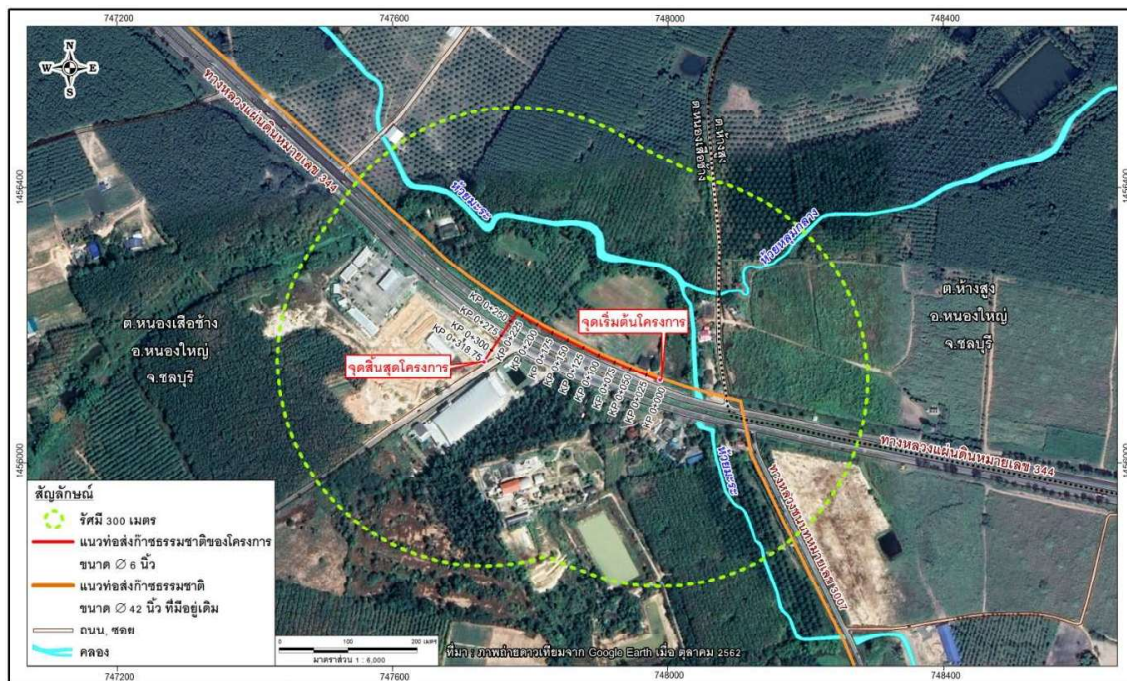 747200
747600
748000
748400
N
W E
S
1456400
1456400
1456000
1456000
ทางหลวงแผ่นดินหมายเลข 344
ต.หนองเสือช้าง
ต.ห้างสูง
ห้วยมะระ
ห้วยหลุมกลาง
ต.หนองเสือช้าง
อ.หนองใหญ่
จ.ชลบุรี
ต.ห้างสูง
อ.หนองใหญ่
จ.ชลบุรี
จุดเริ่มต้นโครงการ
จุดสิ้นสุดโครงการ
KP 0+250
KP 0+275
KP 0+300
KP 0+318.75
KP 0+225
KP 0+200
KP 0+175
KP 0+150
KP 0+125
KP 0+100
KP 0+075
KP 0+050
KP 0+025
KP 0+000
ทางหลวงแผ่นดินหมายเลข 344
ห้วยมะระ
ทางหลวงชนบทหมายเลข 3007
สัญลักษณ์
รัศมี 300 เมตร
แนวท่อส่งก๊าซธรรมชาติของโครงการ
ขนาด ∅ 6 นิ้ว
แนวท่อส่งก๊าซธรรมชาติ
ขนาด ∅ 42 นิ้ว ที่มีอยู่เดิม
ถนน, ซอย
คลอง
0 100 200 เมตร
มาตราส่วน 1 : 6,000
ที่มา : ภาพถ่ายดาวเทียมจาก Google Earth เมื่อ ตุลาคม 2562
747200
747600
748000
748400